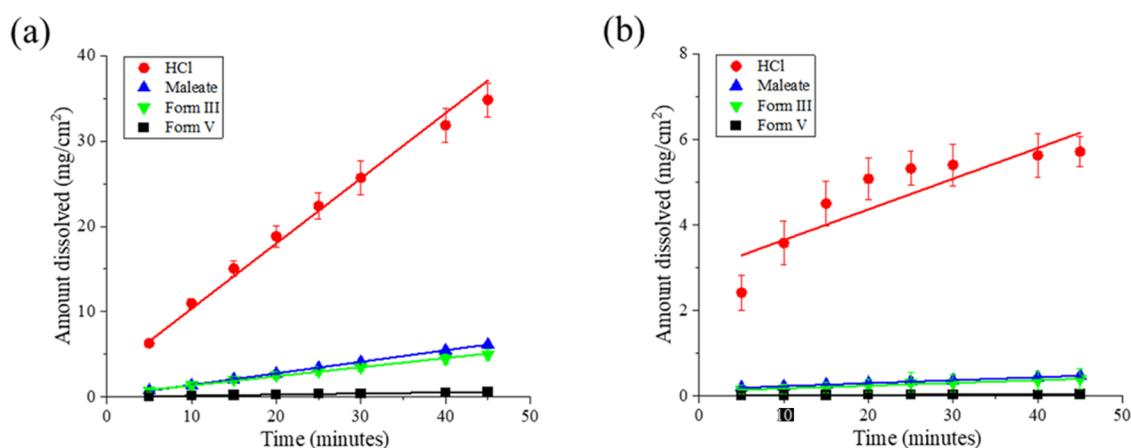 (a)
Amount dissolved (mg/cm²)
40
30
20
10
0
HCl
Maleate
Form III
Form V
0 10 20 30 40 50
Time (minutes)
(b)
Amount dissolved (mg/cm²)
8
6
4
2
0
HCl
Maleate
Form III
Form V
0 10 20 30 40 50
Time (minutes)